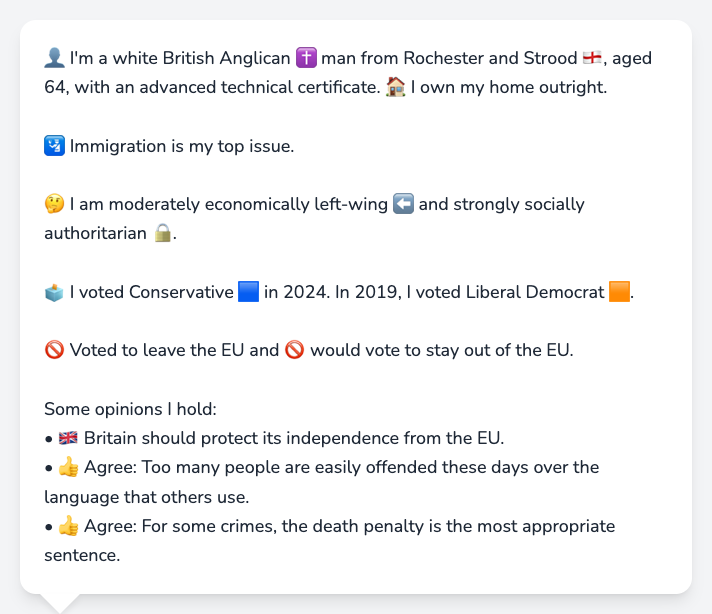 👤 I'm a white British Anglican ✝️ man from Rochester and Strood 🏴󠁧󠁢󠁥󠁮󠁧󠁿, aged
64, with an advanced technical certificate. 🏠 I own my home outright.
🛂 Immigration is my top issue.
🤔 I am moderately economically left-wing ⬅️ and strongly socially
authoritarian 🔒.
🗳️ I voted Conservative 🟦 in 2024. In 2019, I voted Liberal Democrat 🟧.
🚫 Voted to leave the EU and 🚫 would vote to stay out of the EU.
Some opinions I hold:
• 🇬🇧 Britain should protect its independence from the EU.
• 👍 Agree: Too many people are easily offended these days over the
language that others use.
• 👍 Agree: For some crimes, the death penalty is the most appropriate
sentence.